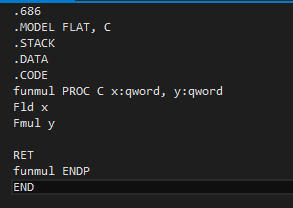 .686
.MODEL FLAT, C
.STACK
.DATA
.CODE
funmul PROC C x:qword, y:qword
Fld x
Fmul y
RET
funmul ENDP
END